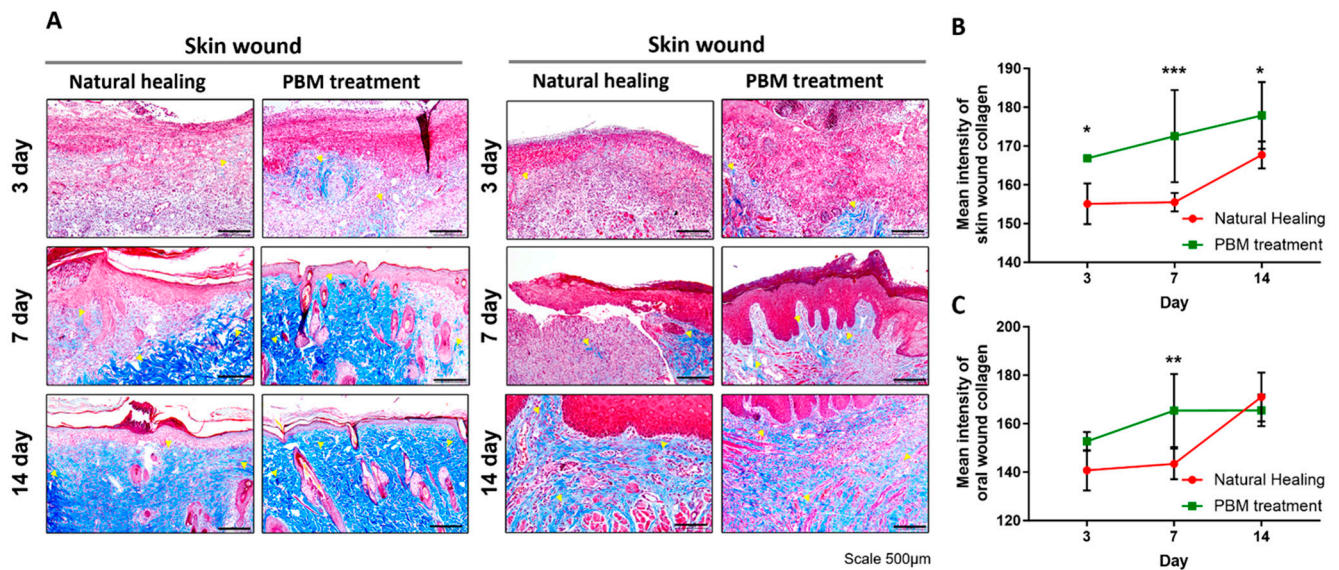 A
Skin wound
Natural healing
PBM treatment
3 day
7 day
14 day
Skin wound
Natural healing
PBM treatment
3 day
7 day
14 day
Scale 500μm
B
Mean intensity of
skin wound collagen
190
180
170
160
150
140
*
***
*
Natural Healing
PBM treatment
3
7
14
Day
C
Mean intensity of
oral wound collagen
200
180
160
140
120
**
Natural Healing
PBM treatment
3
7
14
Day